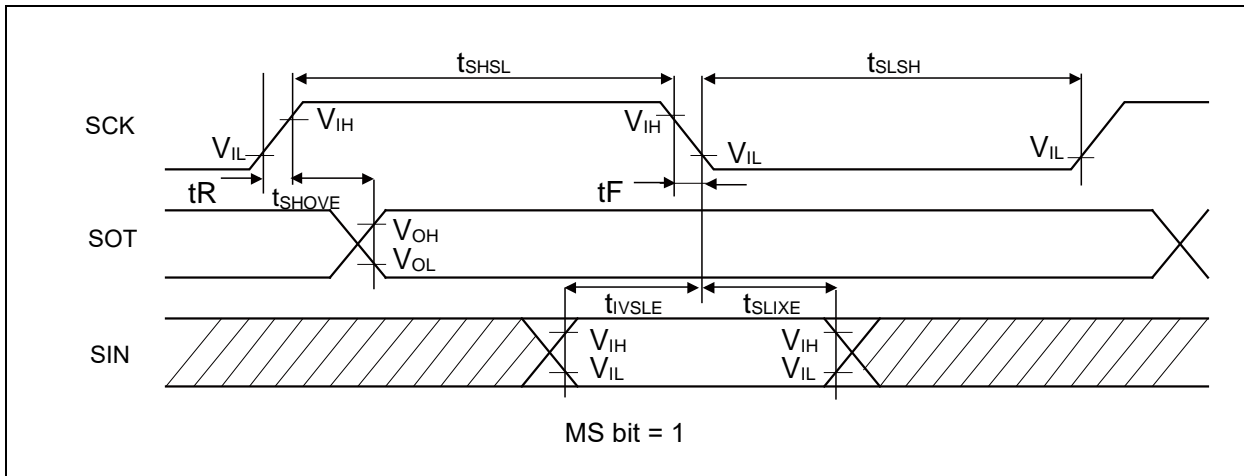 tSHSL
tSLSH
SCK
VIH
VIH
VIL
VIL
VIL
tR
tSHOVE
tF
SOT
VOH
VOL
tIVSLE
tSLIXE
SIN
VIH
VIH
VIL
VIL
MS bit = 1